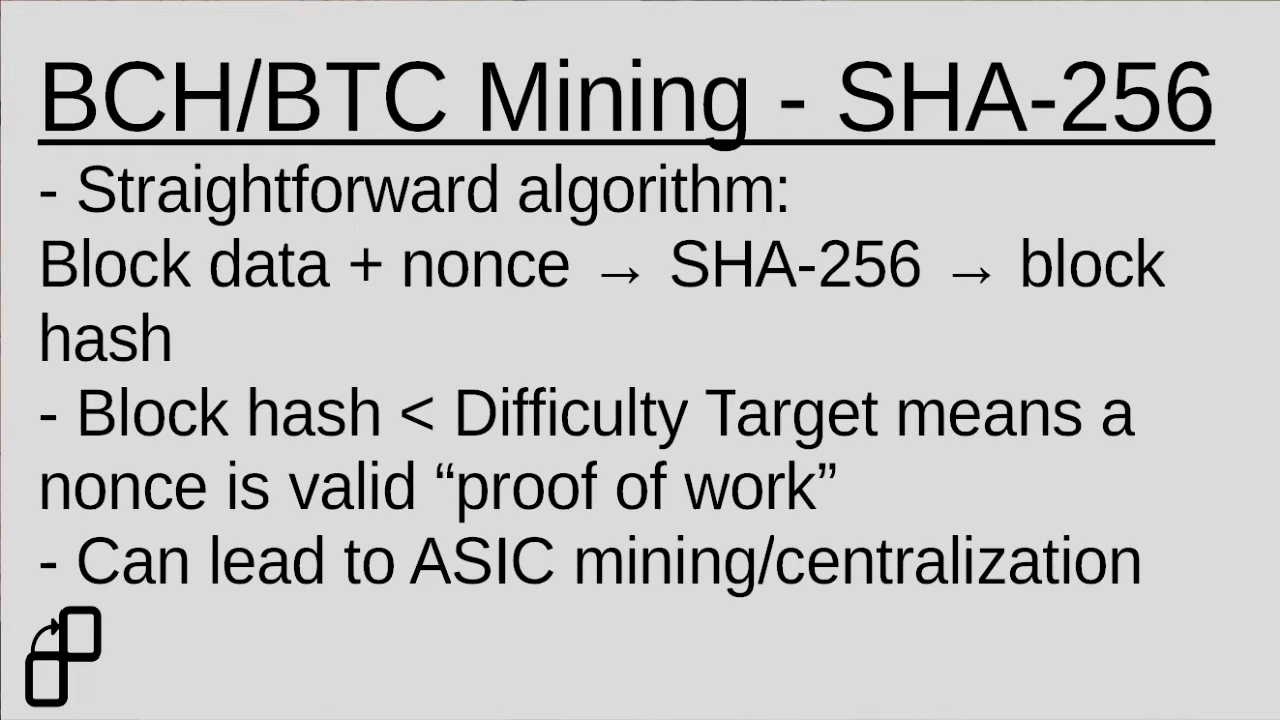 BCH/BTC Mining - SHA-256
- Straightforward algorithm:
Block data + nonce → SHA-256 → block
hash
- Block hash < Difficulty Target means a
nonce is valid “proof of work”
- Can lead to ASIC mining/centralization